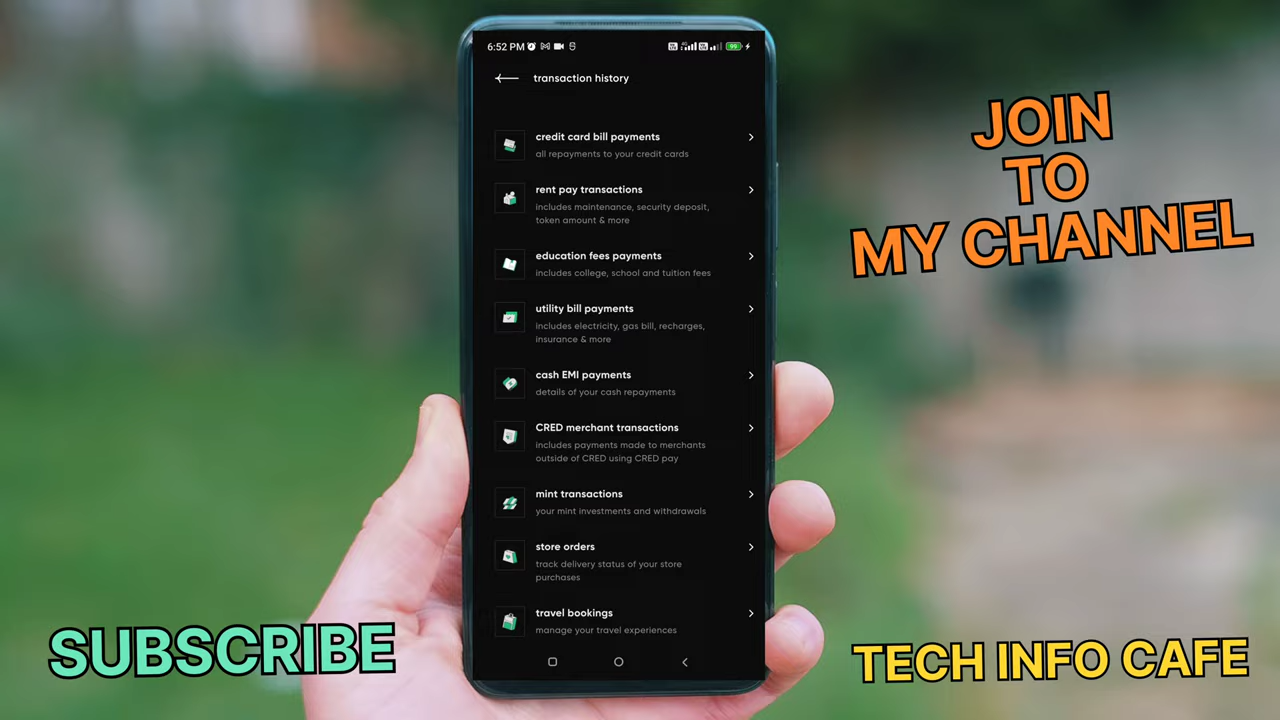 6:52 PM
99
transaction history
credit card bill payments
all repayments to your credit cards
rent pay transactions
includes maintenance, security deposit,
token amount & more
education fees payments
includes college, school and tuition fees
utility bill payments
includes electricity, gas bill, recharges,
insurance & more
cash EMI payments
details of your cash repayments
CRED merchant transactions
includes payments made to merchants
outside of CRED using CRED pay
mint transactions
your mint investments and withdrawals
store orders
track delivery status of your store
purchases
travel bookings
manage your travel experiences
JOIN
TO
MY CHANNEL
SUBSCRIBE
TECH INFO CAFE